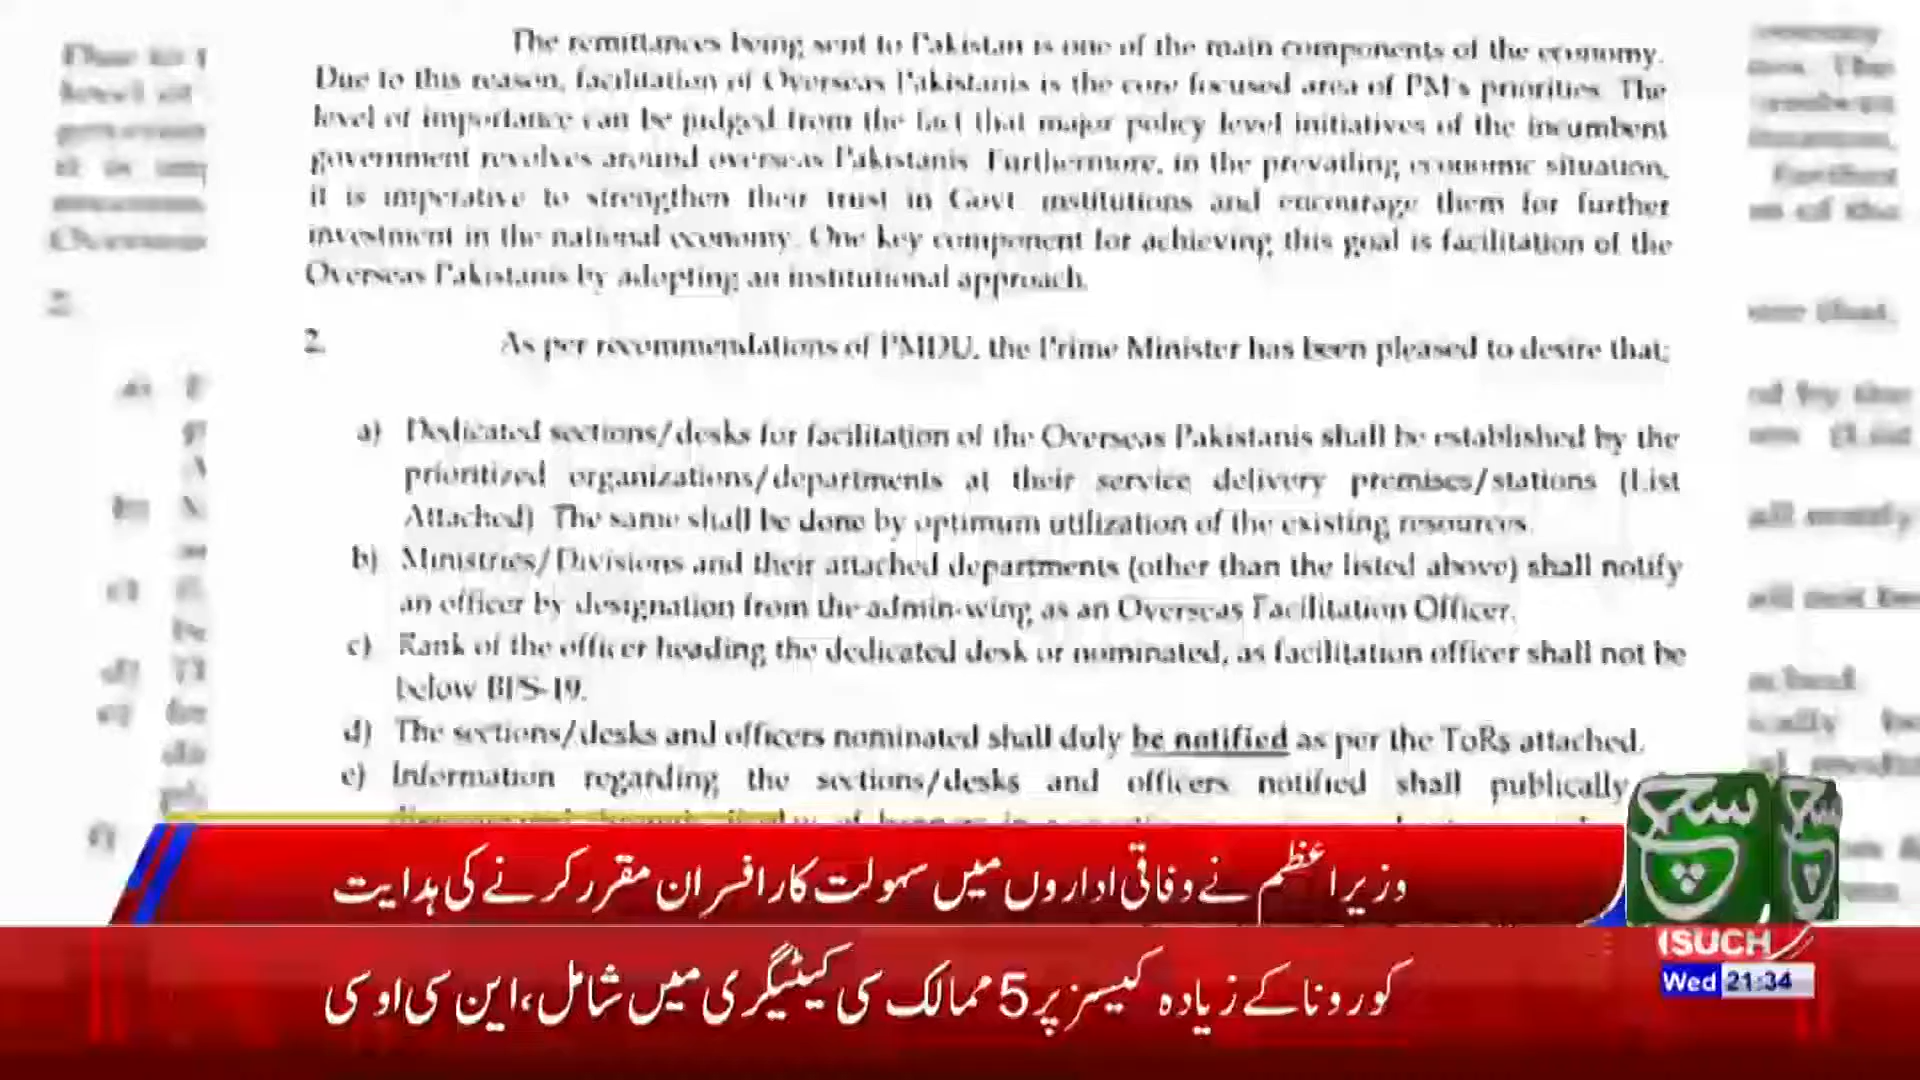 The remittances being sent to Pakistan is one of the main components of the economy.
Due to this reason, facilitation of Overseas Pakistanis is the core focused area of PM's priorities. The
level of importance can be judged from the fact that major policy level initiatives of the incumbent
government revolves around overseas Pakistanis. Furthermore, in the prevailing economic situation,
it is imperative to strengthen their trust in Govt. institutions and encourage them for further
investment in the national economy. One key component for achieving this goal is facilitation of the
Overseas Pakistanis by adopting an institutional approach.
2. As per recommendations of PMDU, the Prime Minister has been pleased to desire that;
a) Dedicated sections/desks for facilitation of the Overseas Pakistanis shall be established by the
prioritized organizations/departments at their service delivery premises/stations (List
Attached). The same shall be done by optimum utilization of the existing resources.
b) Ministries/Divisions and their attached departments (other than the listed above) shall notify
an officer by designation from the admin-wing as an Overseas Facilitation Officer.
c) Rank of the officer heading the dedicated desk or nominated, as facilitation officer shall not be
below BPS-19.
d) The sections/desks and officers nominated shall duly be notified as per the ToRs attached.
e) Information regarding the sections/desks and officers notified shall publically
وزیراعظم نے وفاقی اداروں میں سہولت کار افسران مقرر کرنے کی ہدایت
سچ
SUCH
Wed 21:34
کورونا کے زیادہ کیسز پر 5 ممالک سی کیٹیگری میں شامل، این سی او سی